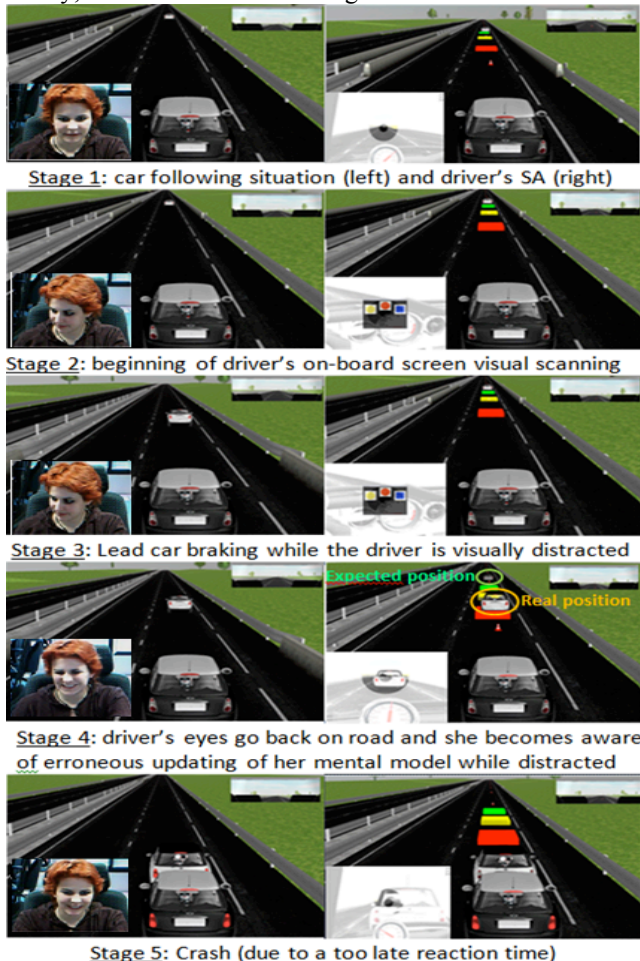 Stage 1: car following situation (left) and driver's SA (right)
Stage 2: beginning of driver's on-board screen visual scanning
Stage 3: Lead car braking while the driver is visually distracted
Expected position
Real position
Stage 4: driver's eyes go back on road and she becomes aware
of erroneous updating of her mental model while distracted
Stage 5: Crash (due to a too late reaction time)